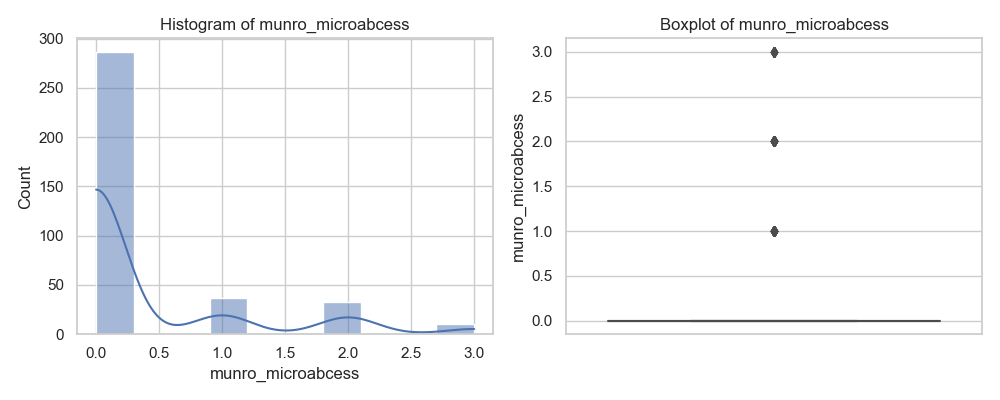 Histogram of munro_microabcess
300
250
200
150
100
50
0
Count
0.0 0.5 1.0 1.5 2.0 2.5 3.0
munro_microabcess
Boxplot of munro_microabcess
3.0
2.5
2.0
1.5
1.0
0.5
0.0
munro_microabcess